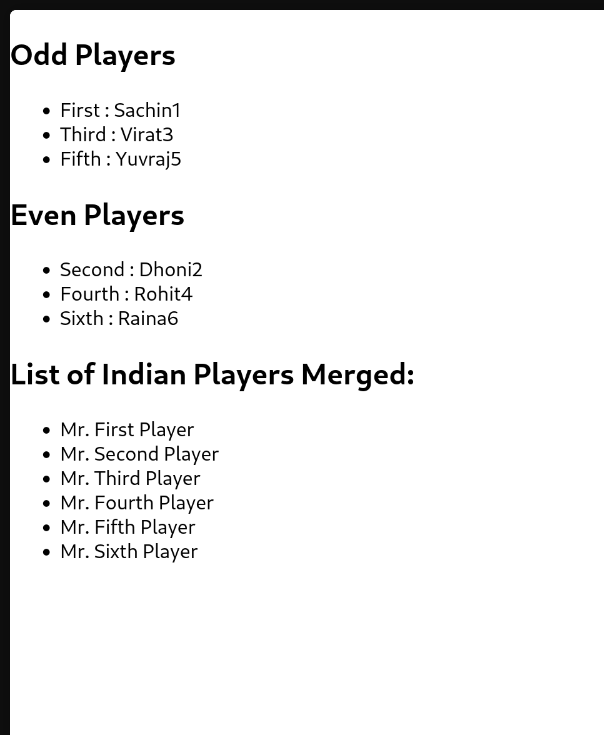 Odd Players
First : Sachin1
Third : Virat3
Fifth : Yuvraj5
Even Players
Second : Dhoni2
Fourth : Rohit4
Sixth : Raina6
List of Indian Players Merged:
Mr. First Player
Mr. Second Player
Mr. Third Player
Mr. Fourth Player
Mr. Fifth Player
Mr. Sixth Player